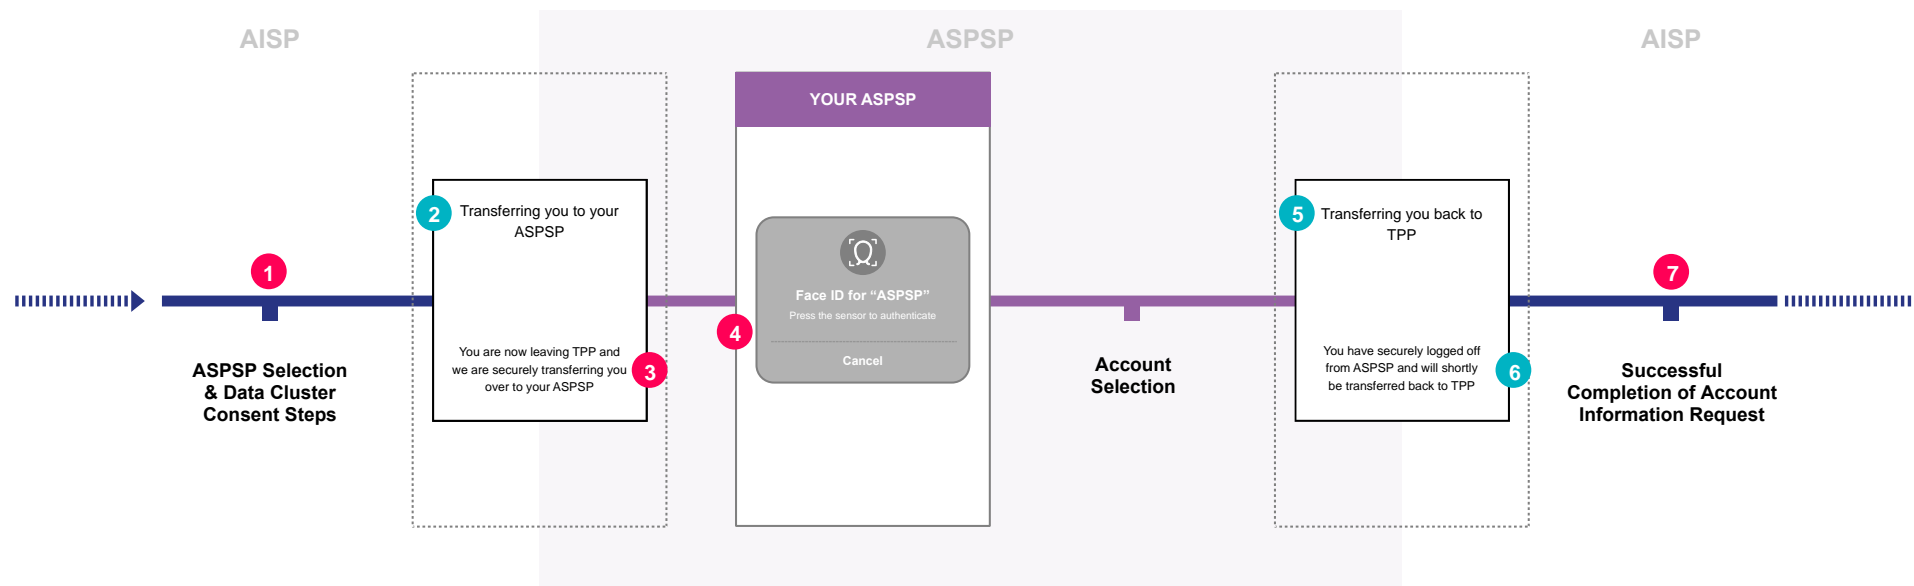 AISP
ASPSP
AISP
YOUR ASPSP
1
ASPSP Selection
& Data Cluster
Consent Steps
2
Transferring you to your
ASPSP
You are now leaving TPP and
we are securely transferring you
over to your ASPSP
3
4
Face ID for “ASPSP”
Press the sensor to authenticate
Cancel
Account
Selection
5
Transferring you back to
TPP
You have securely logged off
from ASPSP and will shortly
be transferred back to TPP
6
7
Successful
Completion of Account
Information Request